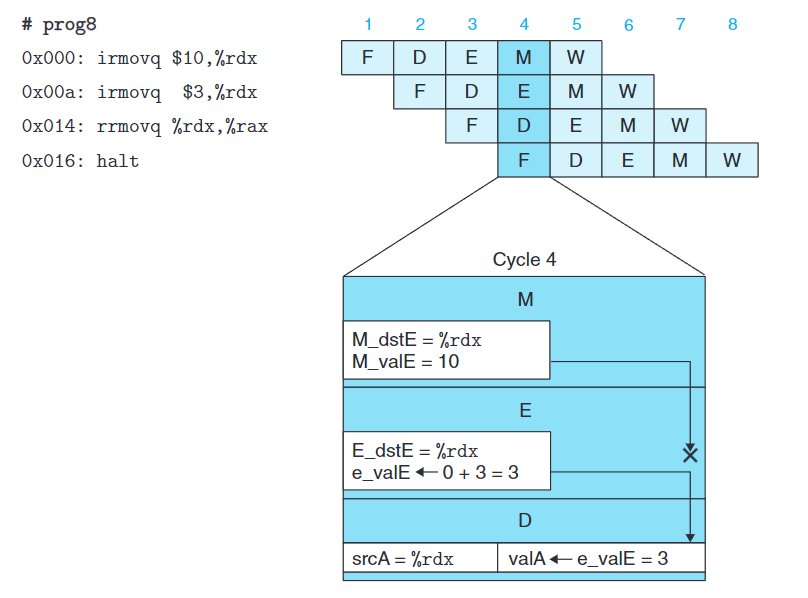 # prog8
1 2 3 4 5 6 7 8
0x000: irmovq $10,%rdx F D E M W
0x00a: irmovq  $3,%rdx F D E M W
0x014: rrmovq %rdx,%rax F D E M W
0x016: halt F D E M W
Cycle 4
M
M_dstE = %rdx
M_valE = 10
E
E_dstE = %rdx
e_valE ← 0 + 3 = 3
D
srcA = %rdx valA ← e_valE = 3